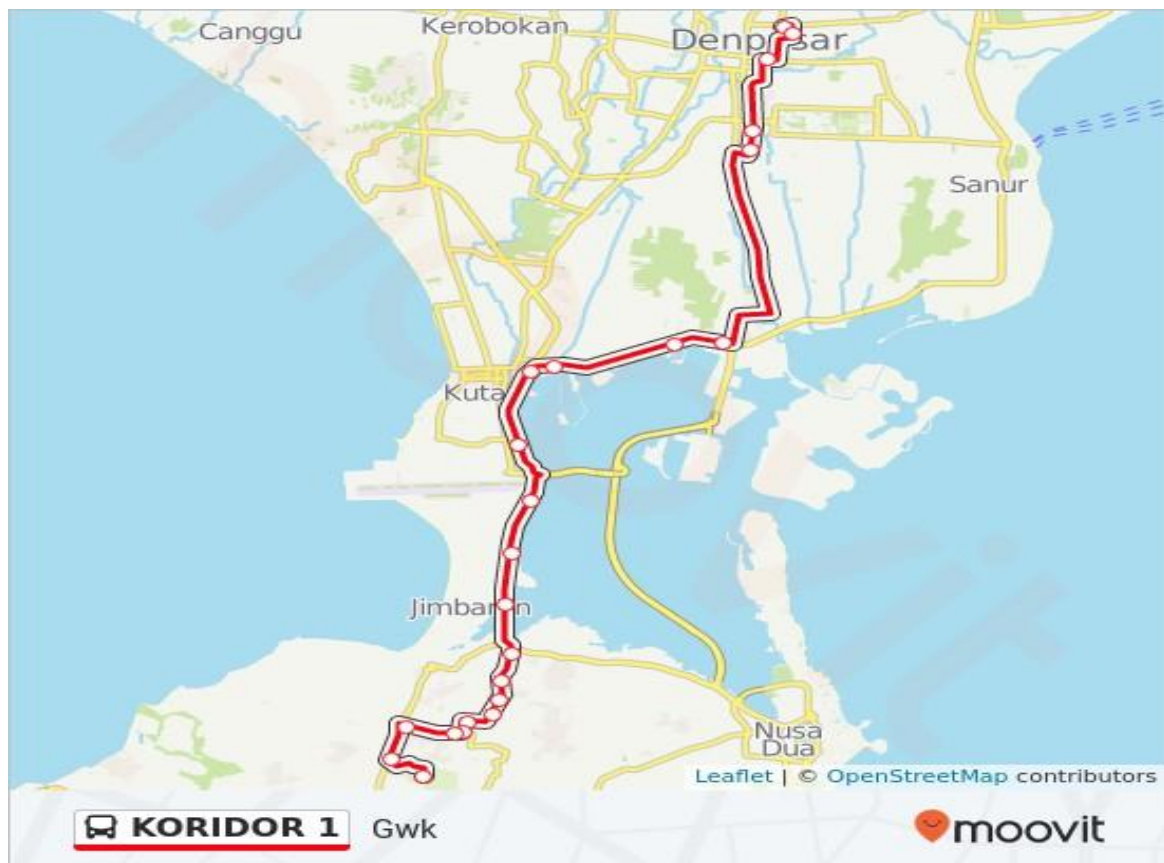 Canggu
Kerobokan
Denpasar
Sanur
Kuta
Jimbaran
Nusa
Dua
Leaflet | © OpenStreetMap contributors
KORIDOR 1 Gwk
moovit